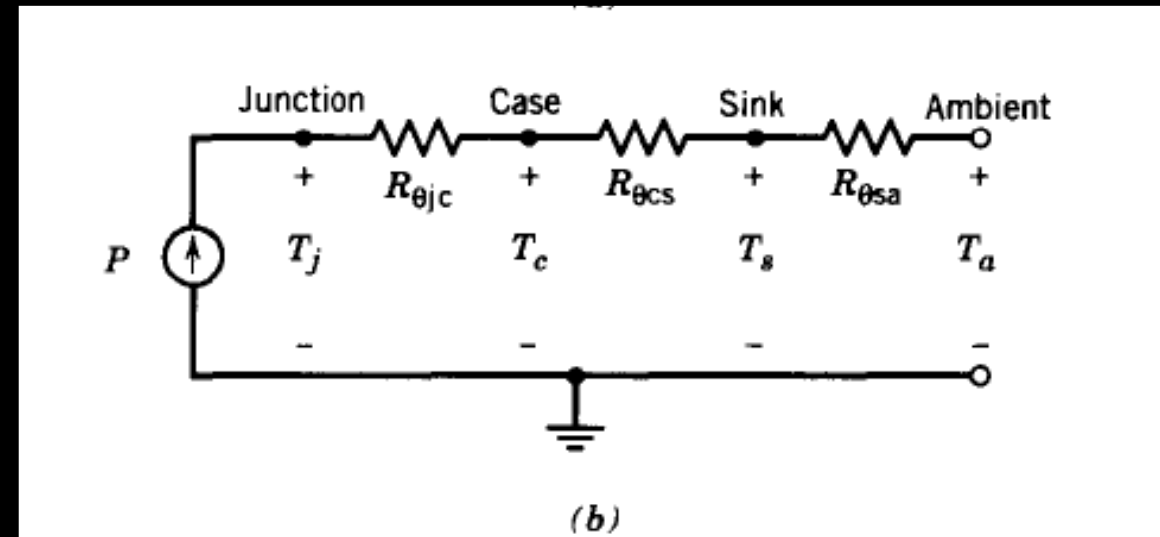 Junction Case Sink Ambient
+ + + +
Rθjc Rθcs Rθsa
P Tj Tc Ts Ta
− − − −
(b)